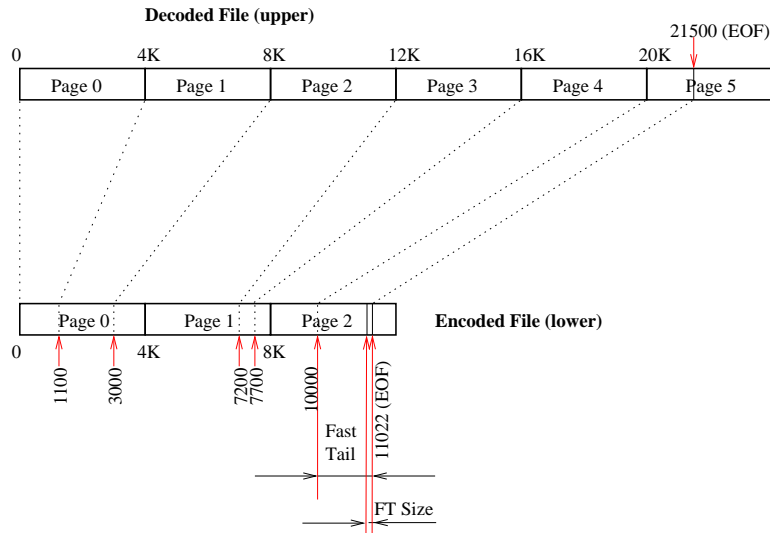 Decoded File (upper)
21500 (EOF)
0 4K 8K 12K 16K 20K
Page 0 Page 1 Page 2 Page 3 Page 4 Page 5
Page 0 Page 1 Page 2
Encoded File (lower)
0 4K 8K
1100 3000 7200 7700 10000 11022 (EOF)
Fast
Tail
FT Size